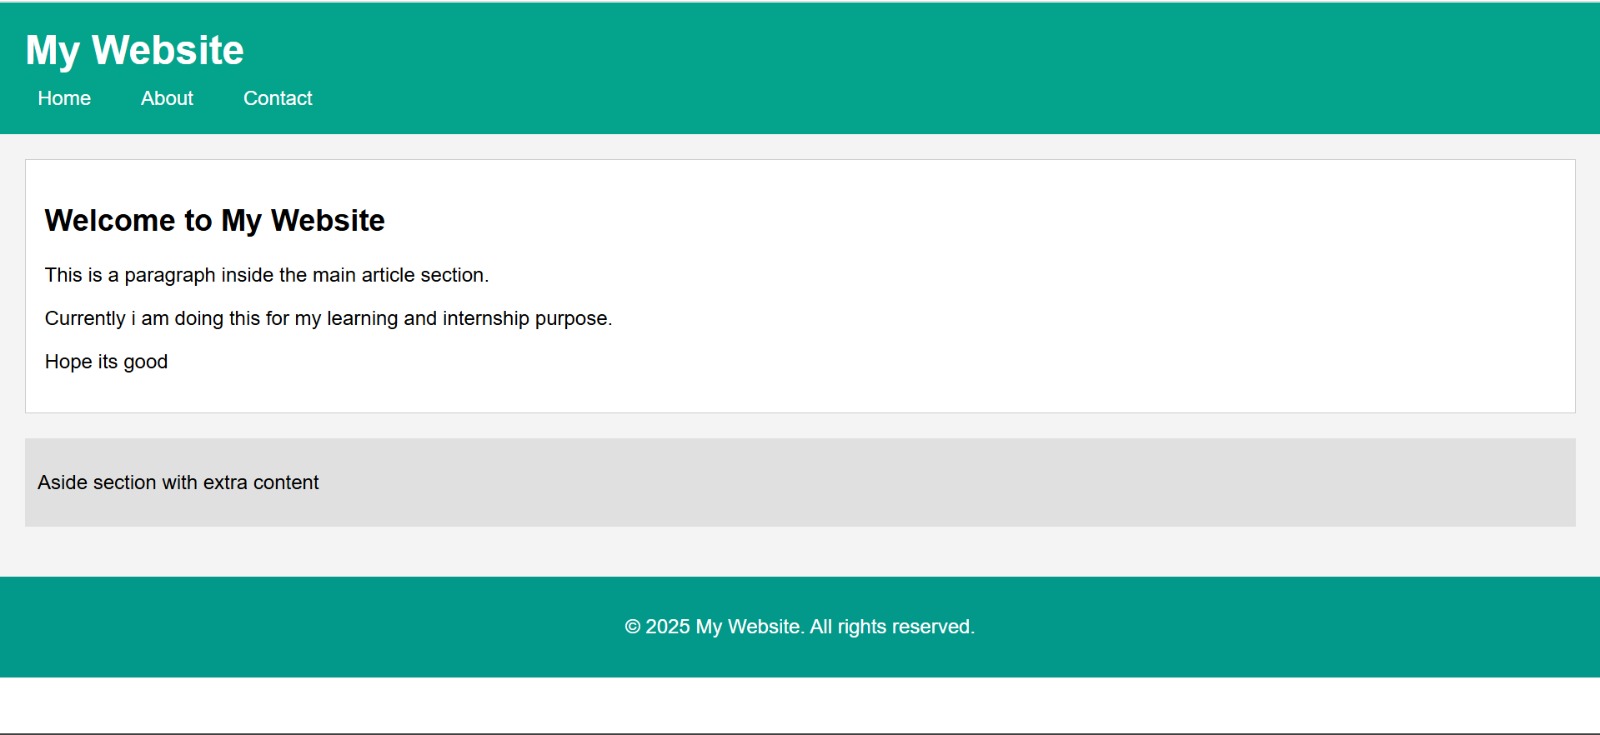 My Website
Home About Contact
Welcome to My Website
This is a paragraph inside the main article section.
Currently i am doing this for my learning and internship purpose.
Hope its good
Aside section with extra content
© 2025 My Website. All rights reserved.